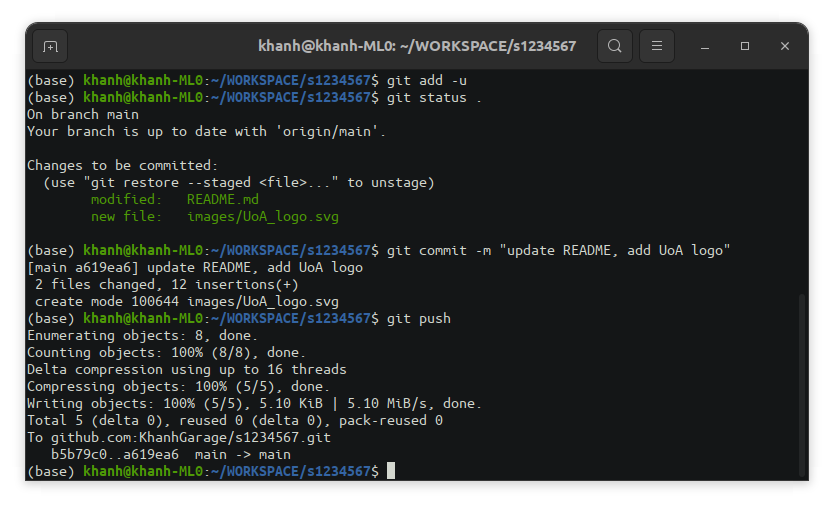 khanh@khanh-ML0: ~/WORKSPACE/s1234567
(base) khanh@khanh-ML0:~/WORKSPACE/s1234567$ git add -u
(base) khanh@khanh-ML0:~/WORKSPACE/s1234567$ git status .
On branch main
Your branch is up to date with 'origin/main'.

Changes to be committed:
  (use "git restore --staged <file>..." to unstage)
        modified:   README.md
        new file:   images/UoA_logo.svg

(base) khanh@khanh-ML0:~/WORKSPACE/s1234567$ git commit -m "update README, add UoA logo"
[main a619ea6] update README, add UoA logo
 2 files changed, 12 insertions(+)
 create mode 100644 images/UoA_logo.svg
(base) khanh@khanh-ML0:~/WORKSPACE/s1234567$ git push
Enumerating objects: 8, done.
Counting objects: 100% (8/8), done.
Delta compression using up to 16 threads
Compressing objects: 100% (5/5), done.
Writing objects: 100% (5/5), 5.10 KiB | 5.10 MiB/s, done.
Total 5 (delta 0), reused 0 (delta 0), pack-reused 0
To github.com:KhanhGarage/s1234567.git
   b5b79c0..a619ea6  main -> main
(base) khanh@khanh-ML0:~/WORKSPACE/s1234567$